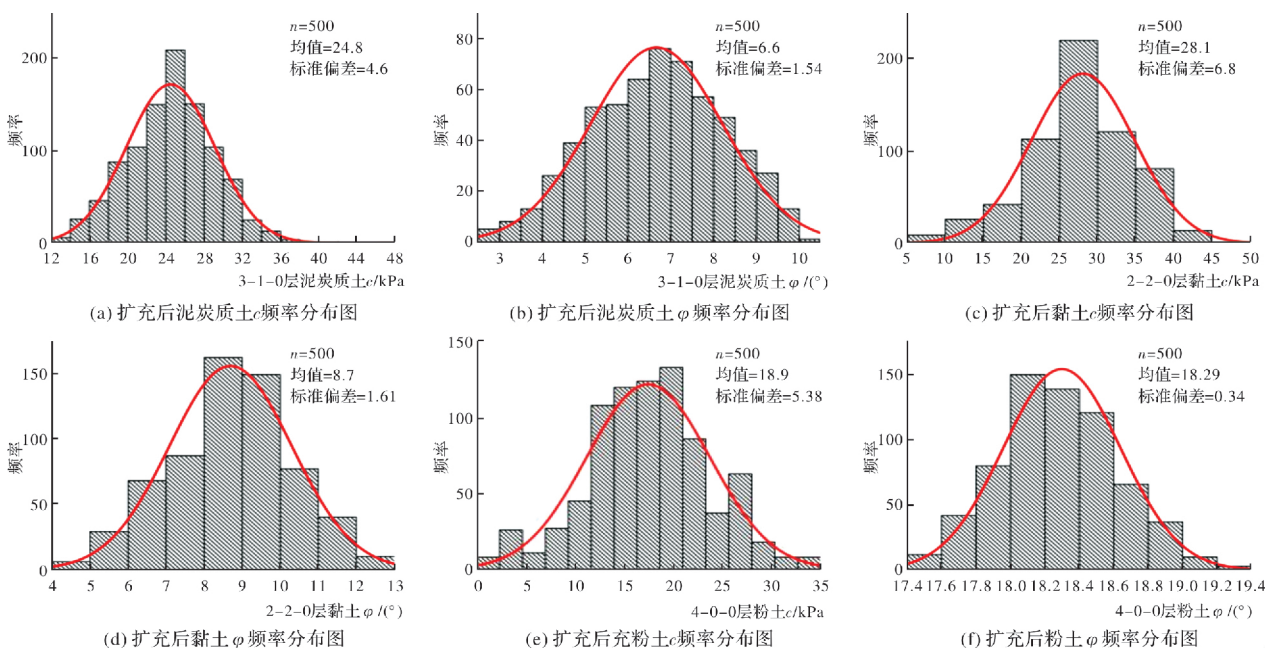 n=500
均值=24.8
标准偏差=4.6
频率
200
100
0
12 16 20 24 28 32 36 40 44 48
3-1-0层泥炭质土c/kPa
(a) 扩充后泥炭质土c频率分布图
n=500
均值=6.6
标准偏差=1.54
频率
80
60
40
20
0
3 4 5 6 7 8 9 10
3-1-0层泥炭质土φ/(°)
(b) 扩充后泥炭质土φ频率分布图
n=500
均值=28.1
标准偏差=6.8
频率
200
100
0
5 10 15 20 25 30 35 40 45 50
2-2-0层黏土c/kPa
(c) 扩充后黏土c频率分布图
n=500
均值=8.7
标准偏差=1.61
频率
150
100
50
0
4 5 6 7 8 9 10 11 12 13
2-2-0层黏土φ/(°)
(d) 扩充后黏土φ频率分布图
n=500
均值=18.9
标准偏差=5.38
频率
150
100
50
0
0 5 10 15 20 25 30 35
4-0-0层粉土c/kPa
(e) 扩充后充粉土c频率分布图
n=500
均值=18.29
标准偏差=0.34
频率
150
100
50
0
17.4 17.6 17.8 18.0 18.2 18.4 18.6 18.8 19.0 19.2 19.4
4-0-0层粉土φ/(°)
(f) 扩充后粉土φ频率分布图